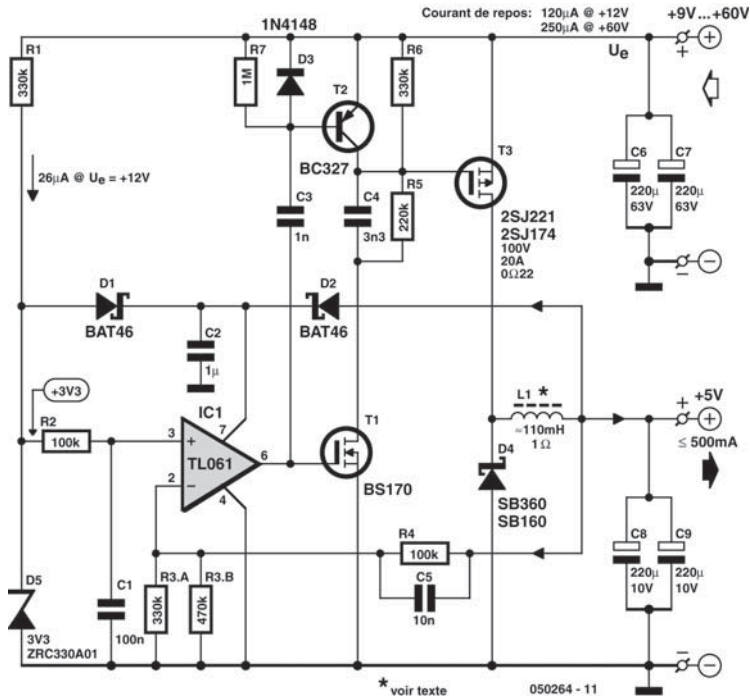 1N4148
Courant de repos: 120µA @ +12V
250µA @ +60V
+9V...+60V
R1
330k
R7
1M
D3
T2
BC327
R6
330k
Ue
+
+
T3
C6
220µ
63V
C7
220µ
63V
26µA @ Ue = +12V
C3
1n
C4
3n3
R5
220k
2SJ221
2SJ174
100V
20A
0Ω22
–
–
D1
BAT46
D2
BAT46
C2
1µ
+3V3
R2
100k
IC1
TL061
3
+
2
–
7
6
4
T1
BS170
L1
*
≈110mH
1Ω
+
+5V
+
≤ 500mA
D4
SB360
SB160
R4
100k
C5
10n
C8
220µ
10V
C9
220µ
10V
D5
3V3
ZRC330A01
C1
100n
R3.A
330k
R3.B
470k
–
–
* voir texte
050264 - 11